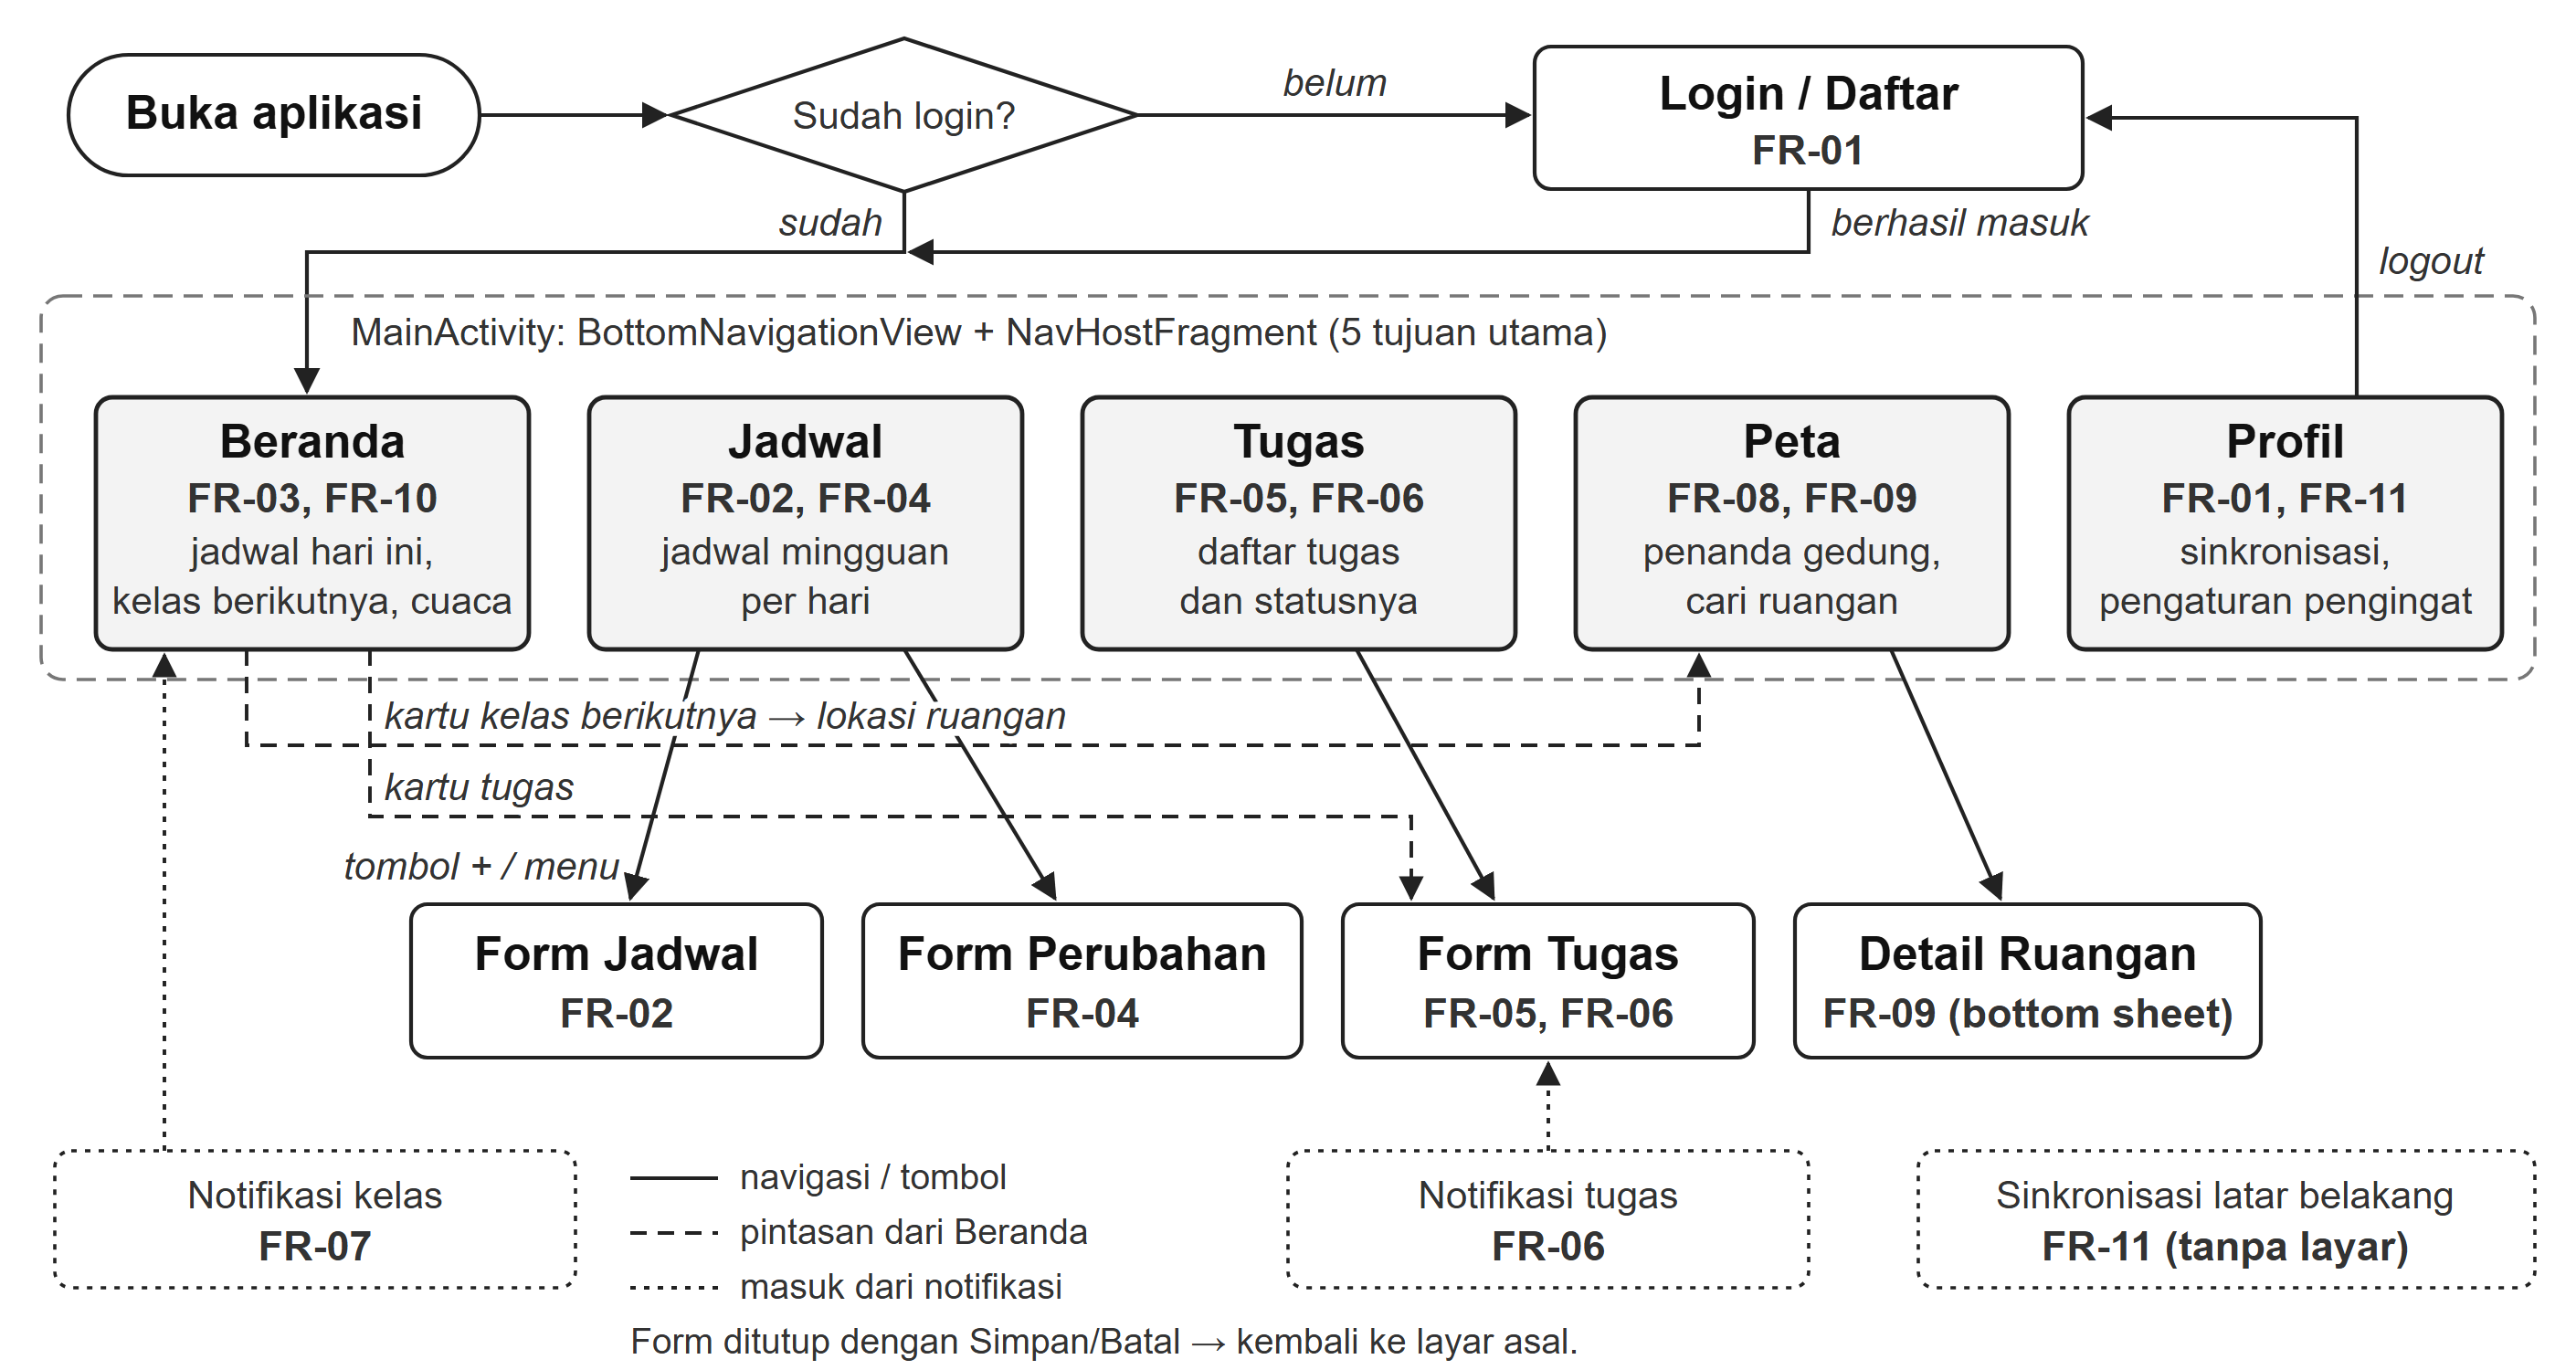 Buka aplikasi
Sudah login?
belum
Login / Daftar
FR-01
sudah
berhasil masuk
logout
MainActivity: BottomNavigationView + NavHostFragment (5 tujuan utama)
Beranda
FR-03, FR-10
jadwal hari ini,
kelas berikutnya, cuaca
Jadwal
FR-02, FR-04
jadwal mingguan
per hari
Tugas
FR-05, FR-06
daftar tugas
dan statusnya
Peta
FR-08, FR-09
penanda gedung,
cari ruangan
Profil
FR-01, FR-11
sinkronisasi,
pengaturan pengingat
kartu kelas berikutnya → lokasi ruangan
kartu tugas
tombol + / menu
Form Jadwal
FR-02
Form Perubahan
FR-04
Form Tugas
FR-05, FR-06
Detail Ruangan
FR-09 (bottom sheet)
Notifikasi kelas
FR-07
navigasi / tombol
pintasan dari Beranda
masuk dari notifikasi
Form ditutup dengan Simpan/Batal → kembali ke layar asal.
Notifikasi tugas
FR-06
Sinkronisasi latar belakang
FR-11 (tanpa layar)